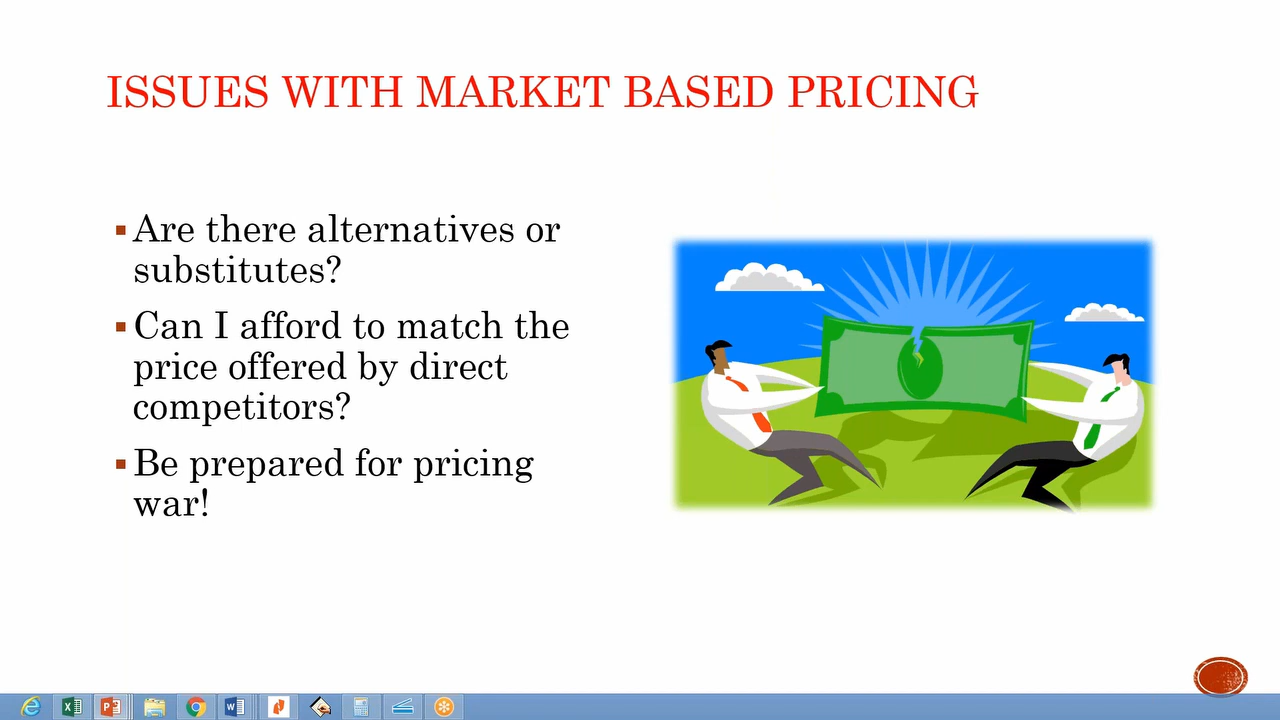 ISSUES WITH MARKET BASED PRICING
Are there alternatives or
substitutes?
Can I afford to match the
price offered by direct
competitors?
Be prepared for pricing
war!